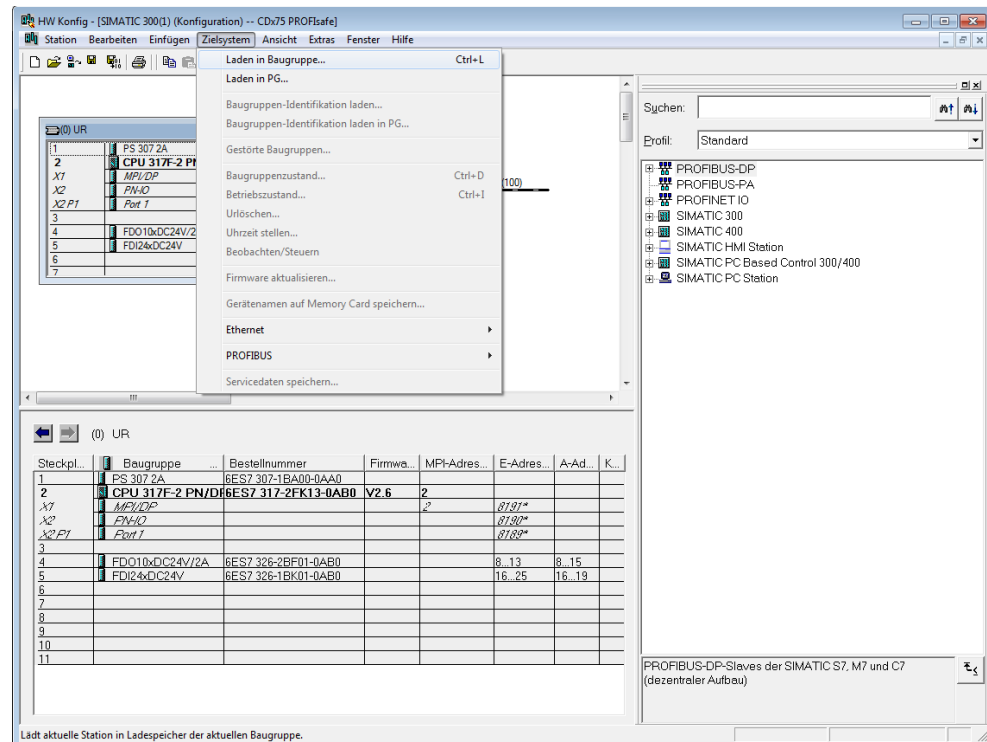 HW Konfig - [SIMATIC 300(1) (Konfiguration) -- CDx75 PROFIsafe]
Station Bearbeiten Einfügen Zielsystem Ansicht Extras Fenster Hilfe
Laden in Baugruppe... Ctrl+L
Laden in PG...
Baugruppen-Identifikation laden...
Baugruppen-Identifikation laden in PG...
Gestörte Baugruppen...
Baugruppenzustand... Ctrl+D
Betriebszustand... Ctrl+I
Urlöschen...
Uhrzeit stellen...
Beobachten/Steuern
Firmware aktualisieren...
Gerätenamen auf Memory Card speichern...
Ethernet
PROFIBUS
Servicedaten speichern...
(0) UR
1 PS 307 2A
2 CPU 317F-2 PN
X1 MPI/DP
X2 PN-IO
X2 P1 Port 1
3
4 FDO10xDC24V/2
5 FDI24xDC24V
6
7
(100)
Suchen:
Profil: Standard
PROFIBUS-DP
PROFIBUS-PA
PROFINET IO
SIMATIC 300
SIMATIC 400
SIMATIC HMI Station
SIMATIC PC Based Control 300/400
SIMATIC PC Station
(0) UR
Steckpl... Baugruppe ... Bestellnummer Firmwa... MPI-Adres... E-Adres... A-Ad... K...
1 PS 307 2A 6ES7 307-1BA00-0AA0
2 CPU 317F-2 PN/DP 6ES7 317-2FK13-0AB0 V2.6 2
X1 MPI/DP 2 8191*
X2 PN-IO 8190*
X2 P1 Port 1 8189*
3
4 FDO10xDC24V/2A 6ES7 326-2BF01-0AB0 8...13 8...15
5 FDI24xDC24V 6ES7 326-1BK01-0AB0 16...25 16...19
6
7
8
9
10
11
PROFIBUS-DP-Slaves der SIMATIC S7, M7 und C7
(dezentraler Aufbau)
Lädt aktuelle Station in Ladespeicher der aktuellen Baugruppe.